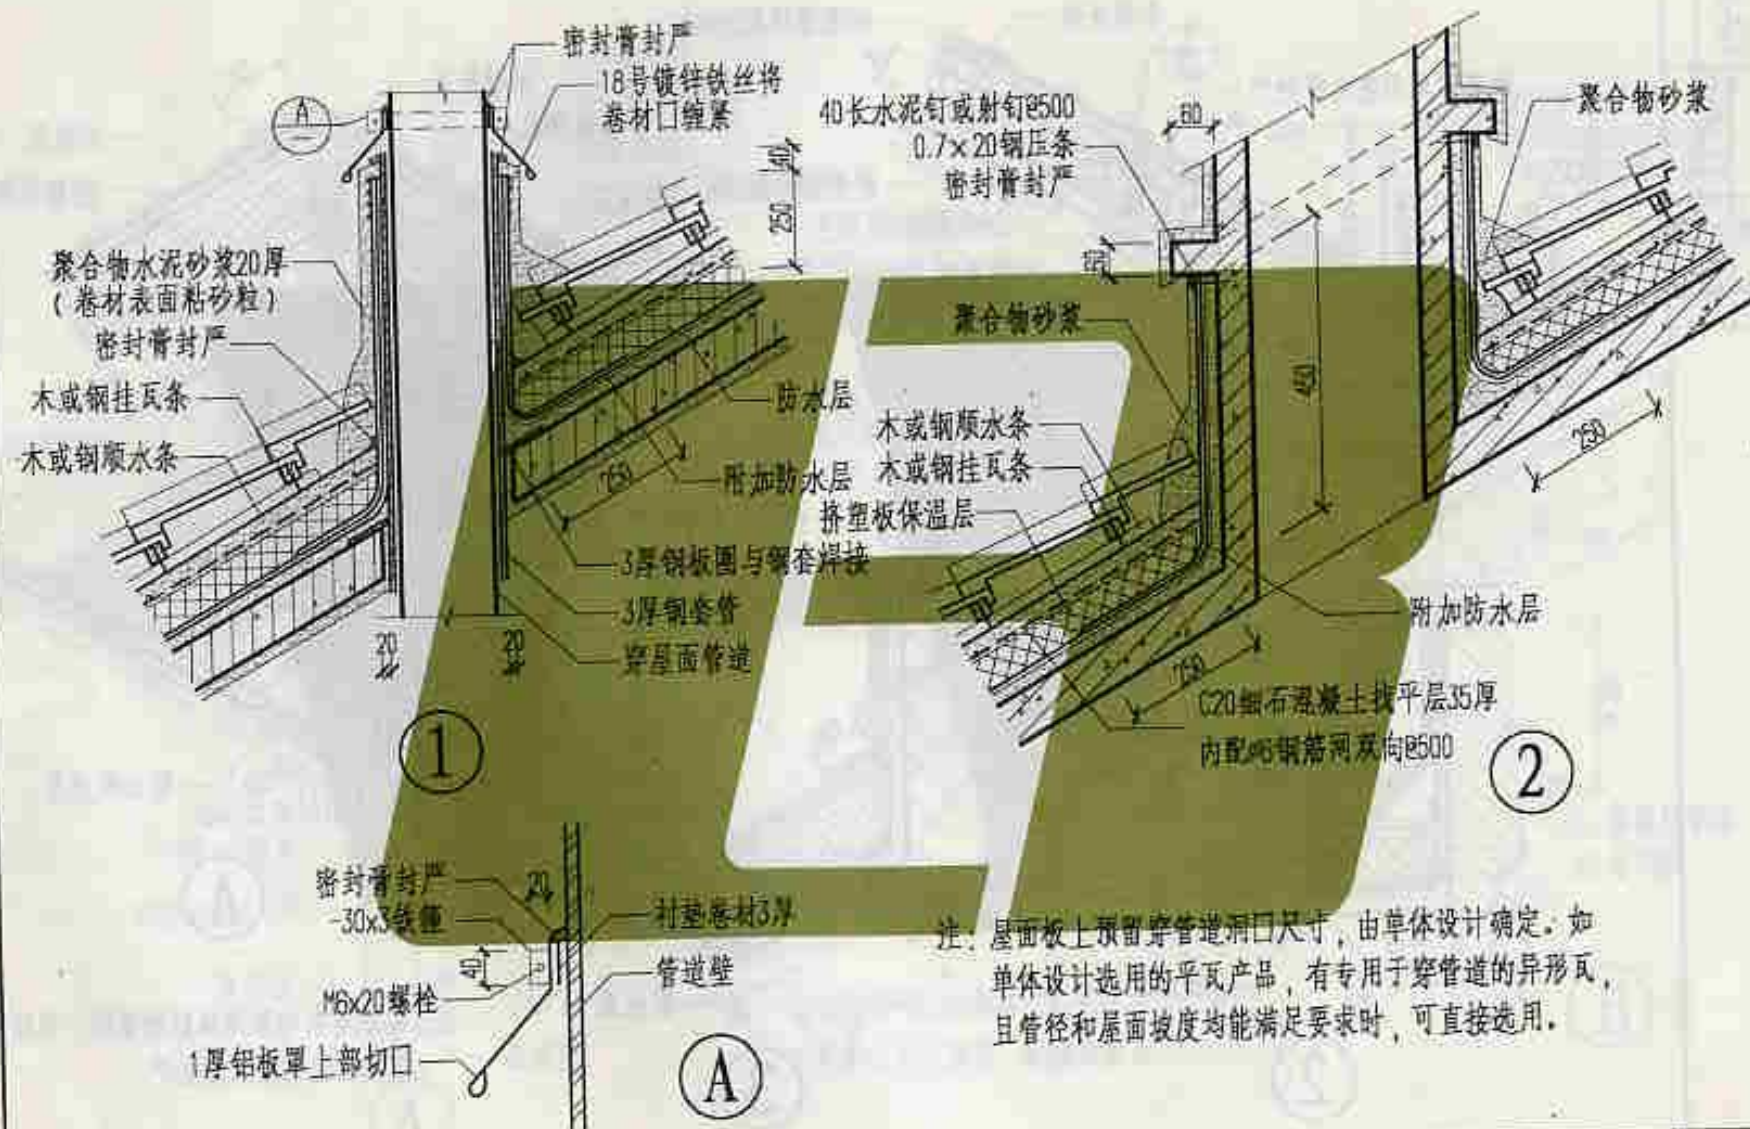 密封膏封严
18号镀锌铁丝将
卷材口缠紧
A
40
250
聚合物水泥砂浆20厚
（卷材表面粘砂粒）
密封膏封严
木或钢挂瓦条
木或钢顺水条
防水层
附加防水层
250
3厚钢板圈与钢套焊接
3厚钢套管
穿屋面管道
20
20
1
40长水泥钉或射钉@500
0.7×20钢压条
密封膏封严
60
聚合物砂浆
聚合物砂浆
木或钢顺水条
木或钢挂瓦条
挤塑板保温层
250
附加防水层
250
C20细石混凝土找平层35厚
内配φ6钢筋网双向@500
2
密封膏封严
-30x3铁箍
20
衬垫卷材3厚
40
管道壁
M6x20螺栓
1厚铝板罩上部切口
A
注：屋面板上预留穿管道洞口尺寸，由单体设计确定。如
单体设计选用的平瓦产品，有专用于穿管道的异形瓦，
且管径和屋面坡度均能满足要求时，可直接选用。